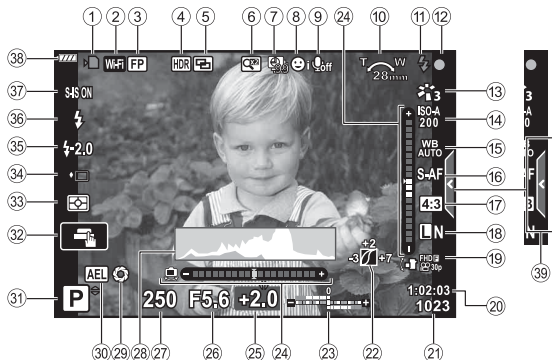 1 2 3 4 5 6 7 8 9 24 10 11 12
38 Wi-Fi FP HDR i off T W 28mm
37 S-IS ON 3 13
ISO-A 200 14
36
35 -2.0 WB AUTO 15
34 S-AF 16
33 4:3 17
32 L N 18
+2 -3 +7 FHD F 30p 19
39
AEL 1:02:03 20
31 P 250 F5.6 +2.0 0 1023
30 29 28 27 26 25 24 23 22 21